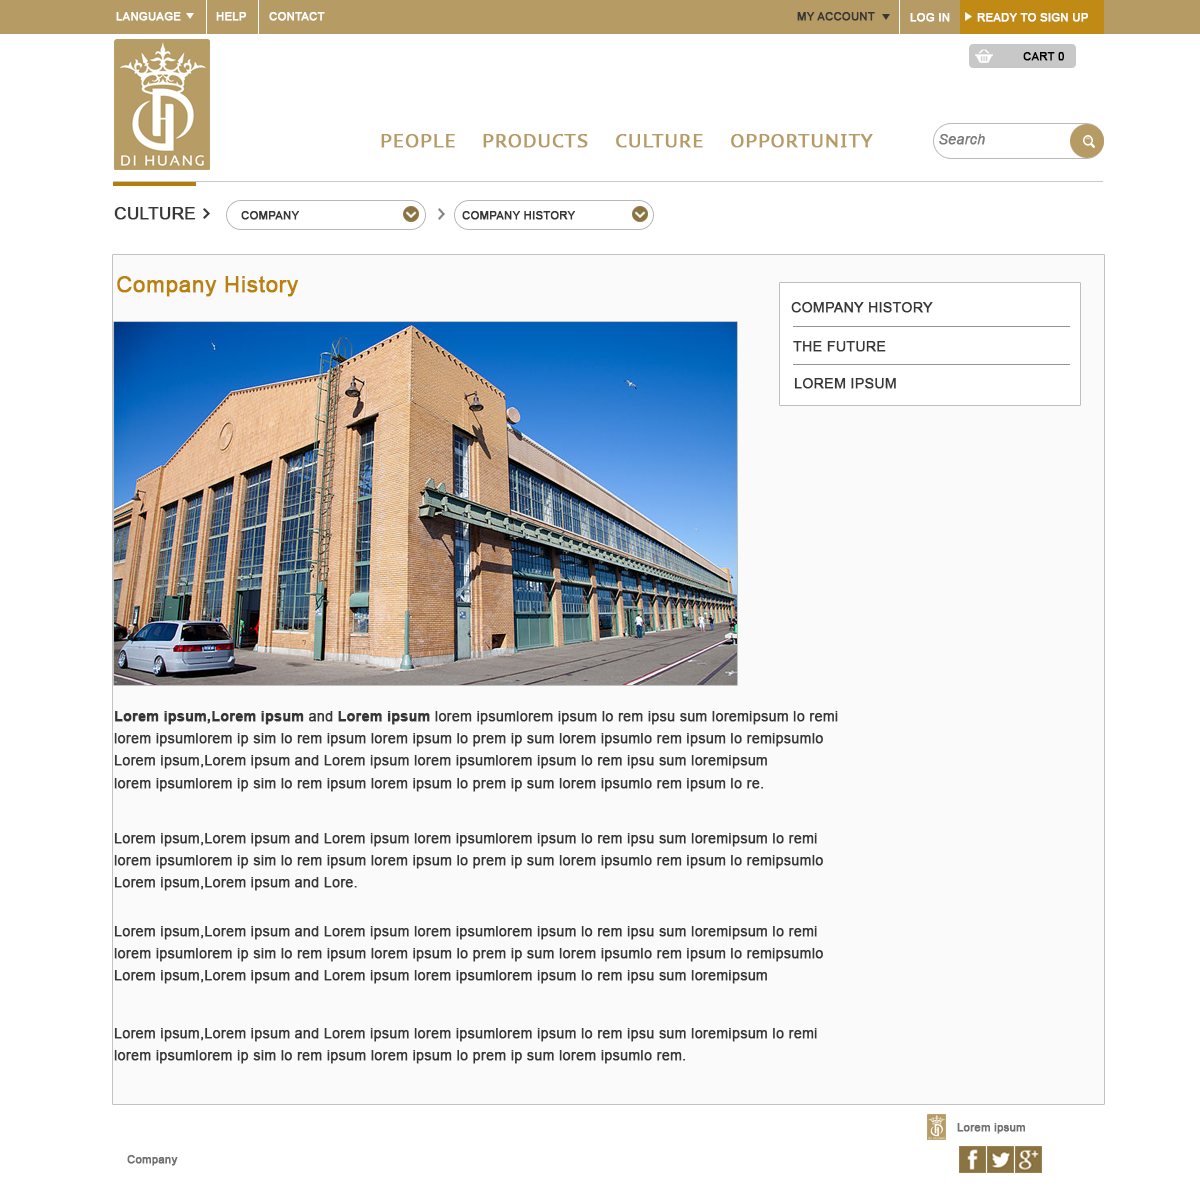 LANGUAGE HELP CONTACT MY ACCOUNT LOG IN READY TO SIGN UP
CART 0
DI HUANG
PEOPLE PRODUCTS CULTURE OPPORTUNITY Search
CULTURE COMPANY COMPANY HISTORY
Company History
COMPANY HISTORY
THE FUTURE
LOREM IPSUM
Lorem ipsum,Lorem ipsum and Lorem ipsum lorem ipsumlorem ipsum lo rem ipsu sum loremipsum lo remi
lorem ipsumlorem ip sim lo rem ipsum lorem ipsum lo prem ip sum lorem ipsumlo rem ipsum lo remipsumlo
Lorem ipsum,Lorem ipsum and Lorem ipsum lorem ipsumlorem ipsum lo rem ipsu sum loremipsum
lorem ipsumlorem ip sim lo rem ipsum lorem ipsum lo prem ip sum lorem ipsumlo rem ipsum lo re.
Lorem ipsum,Lorem ipsum and Lorem ipsum lorem ipsumlorem ipsum lo rem ipsu sum loremipsum lo remi
lorem ipsumlorem ip sim lo rem ipsum lorem ipsum lo prem ip sum lorem ipsumlo rem ipsum lo remipsumlo
Lorem ipsum,Lorem ipsum and Lore.
Lorem ipsum,Lorem ipsum and Lorem ipsum lorem ipsumlorem ipsum lo rem ipsu sum loremipsum lo remi
lorem ipsumlorem ip sim lo rem ipsum lorem ipsum lo prem ip sum lorem ipsumlo rem ipsum lo remipsumlo
Lorem ipsum,Lorem ipsum and Lorem ipsum lorem ipsumlorem ipsum lo rem ipsu sum loremipsum
Lorem ipsum,Lorem ipsum and Lorem ipsum lorem ipsumlorem ipsum lo rem ipsu sum loremipsum lo remi
lorem ipsumlorem ip sim lo rem ipsum lorem ipsum lo prem ip sum lorem ipsumlo rem.
Lorem ipsum
Company